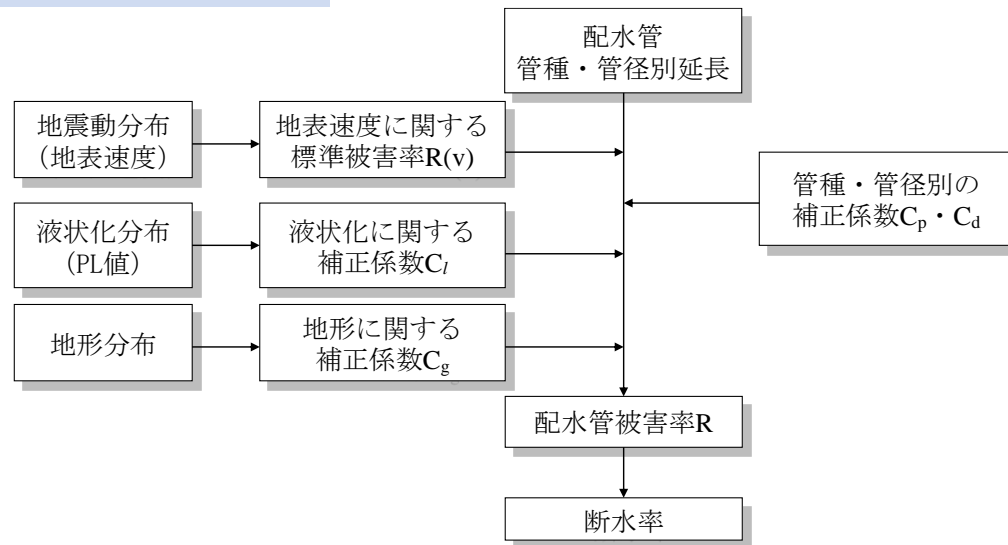 配水管
管種・管径別延長
地震動分布
（地表速度）
地表速度に関する
標準被害率R(v)
管種・管径別の
補正係数Cp・Cd
液状化分布
(PL値)
液状化に関する
補正係数Cl
地形分布
地形に関する
補正係数Cg
配水管被害率R
断水率